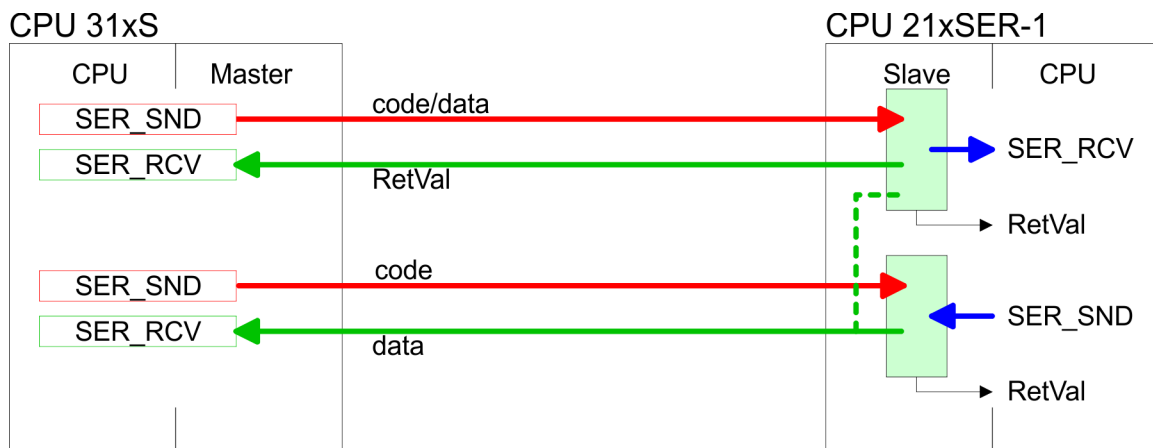 CPU 31xS
CPU 21xSER-1
CPU
Master
Slave
CPU
SER_SND
code/data
SER_RCV
SER_RCV
RetVal
RetVal
SER_SND
code
SER_SND
SER_RCV
data
RetVal